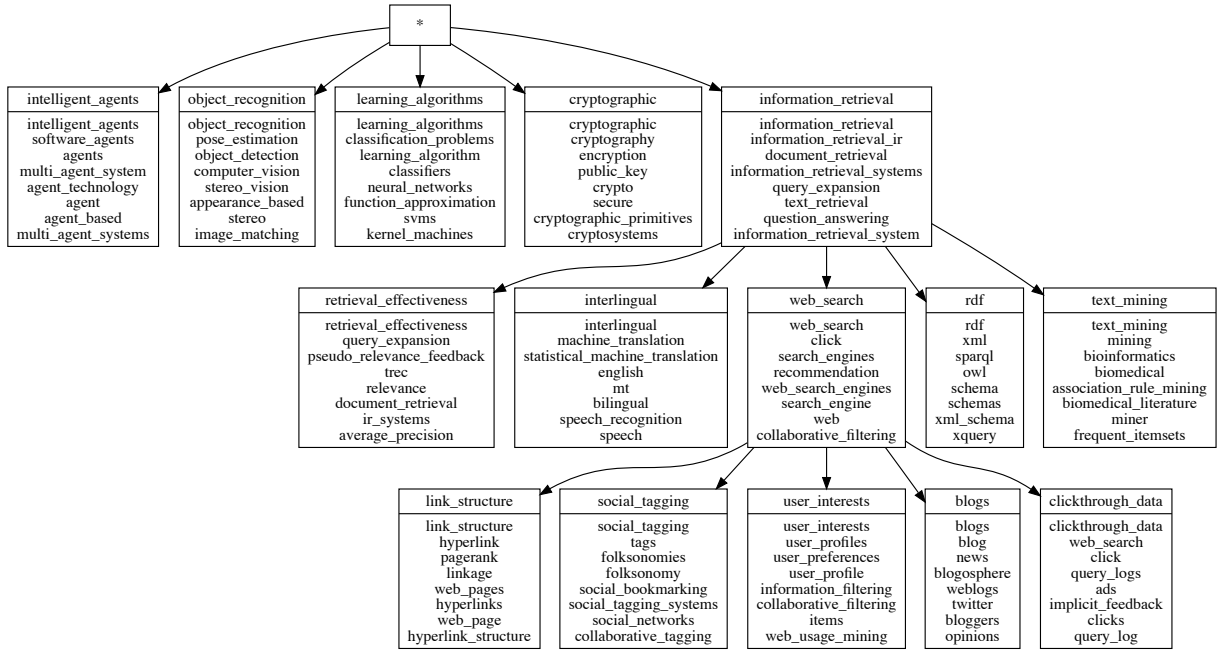 *
intelligent_agents
intelligent_agents
software_agents
agents
multi_agent_system
agent_technology
agent
agent_based
multi_agent_systems
object_recognition
object_recognition
pose_estimation
object_detection
computer_vision
stereo_vision
appearance_based
stereo
image_matching
learning_algorithms
learning_algorithms
classification_problems
learning_algorithm
classifiers
neural_networks
function_approximation
svms
kernel_machines
cryptographic
cryptographic
cryptography
encryption
public_key
crypto
secure
cryptographic_primitives
cryptosystems
information_retrieval
information_retrieval
information_retrieval_ir
document_retrieval
information_retrieval_systems
query_expansion
text_retrieval
question_answering
information_retrieval_system
retrieval_effectiveness
retrieval_effectiveness
query_expansion
pseudo_relevance_feedback
trec
relevance
document_retrieval
ir_systems
average_precision
interlingual
interlingual
machine_translation
statistical_machine_translation
english
mt
bilingual
speech_recognition
speech
web_search
web_search
click
search_engines
recommendation
web_search_engines
search_engine
web
collaborative_filtering
rdf
rdf
xml
sparql
owl
schema
schemas
xml_schema
xquery
text_mining
text_mining
mining
bioinformatics
biomedical
association_rule_mining
biomedical_literature
miner
frequent_itemsets
link_structure
link_structure
hyperlink
pagerank
linkage
web_pages
hyperlinks
web_page
hyperlink_structure
social_tagging
social_tagging
tags
folksonomies
folksonomy
social_bookmarking
social_tagging_systems
social_networks
collaborative_tagging
user_interests
user_interests
user_profiles
user_preferences
user_profile
information_filtering
collaborative_filtering
items
web_usage_mining
blogs
blogs
blog
news
blogosphere
weblogs
twitter
bloggers
opinions
clickthrough_data
clickthrough_data
web_search
click
query_logs
ads
implicit_feedback
clicks
query_log